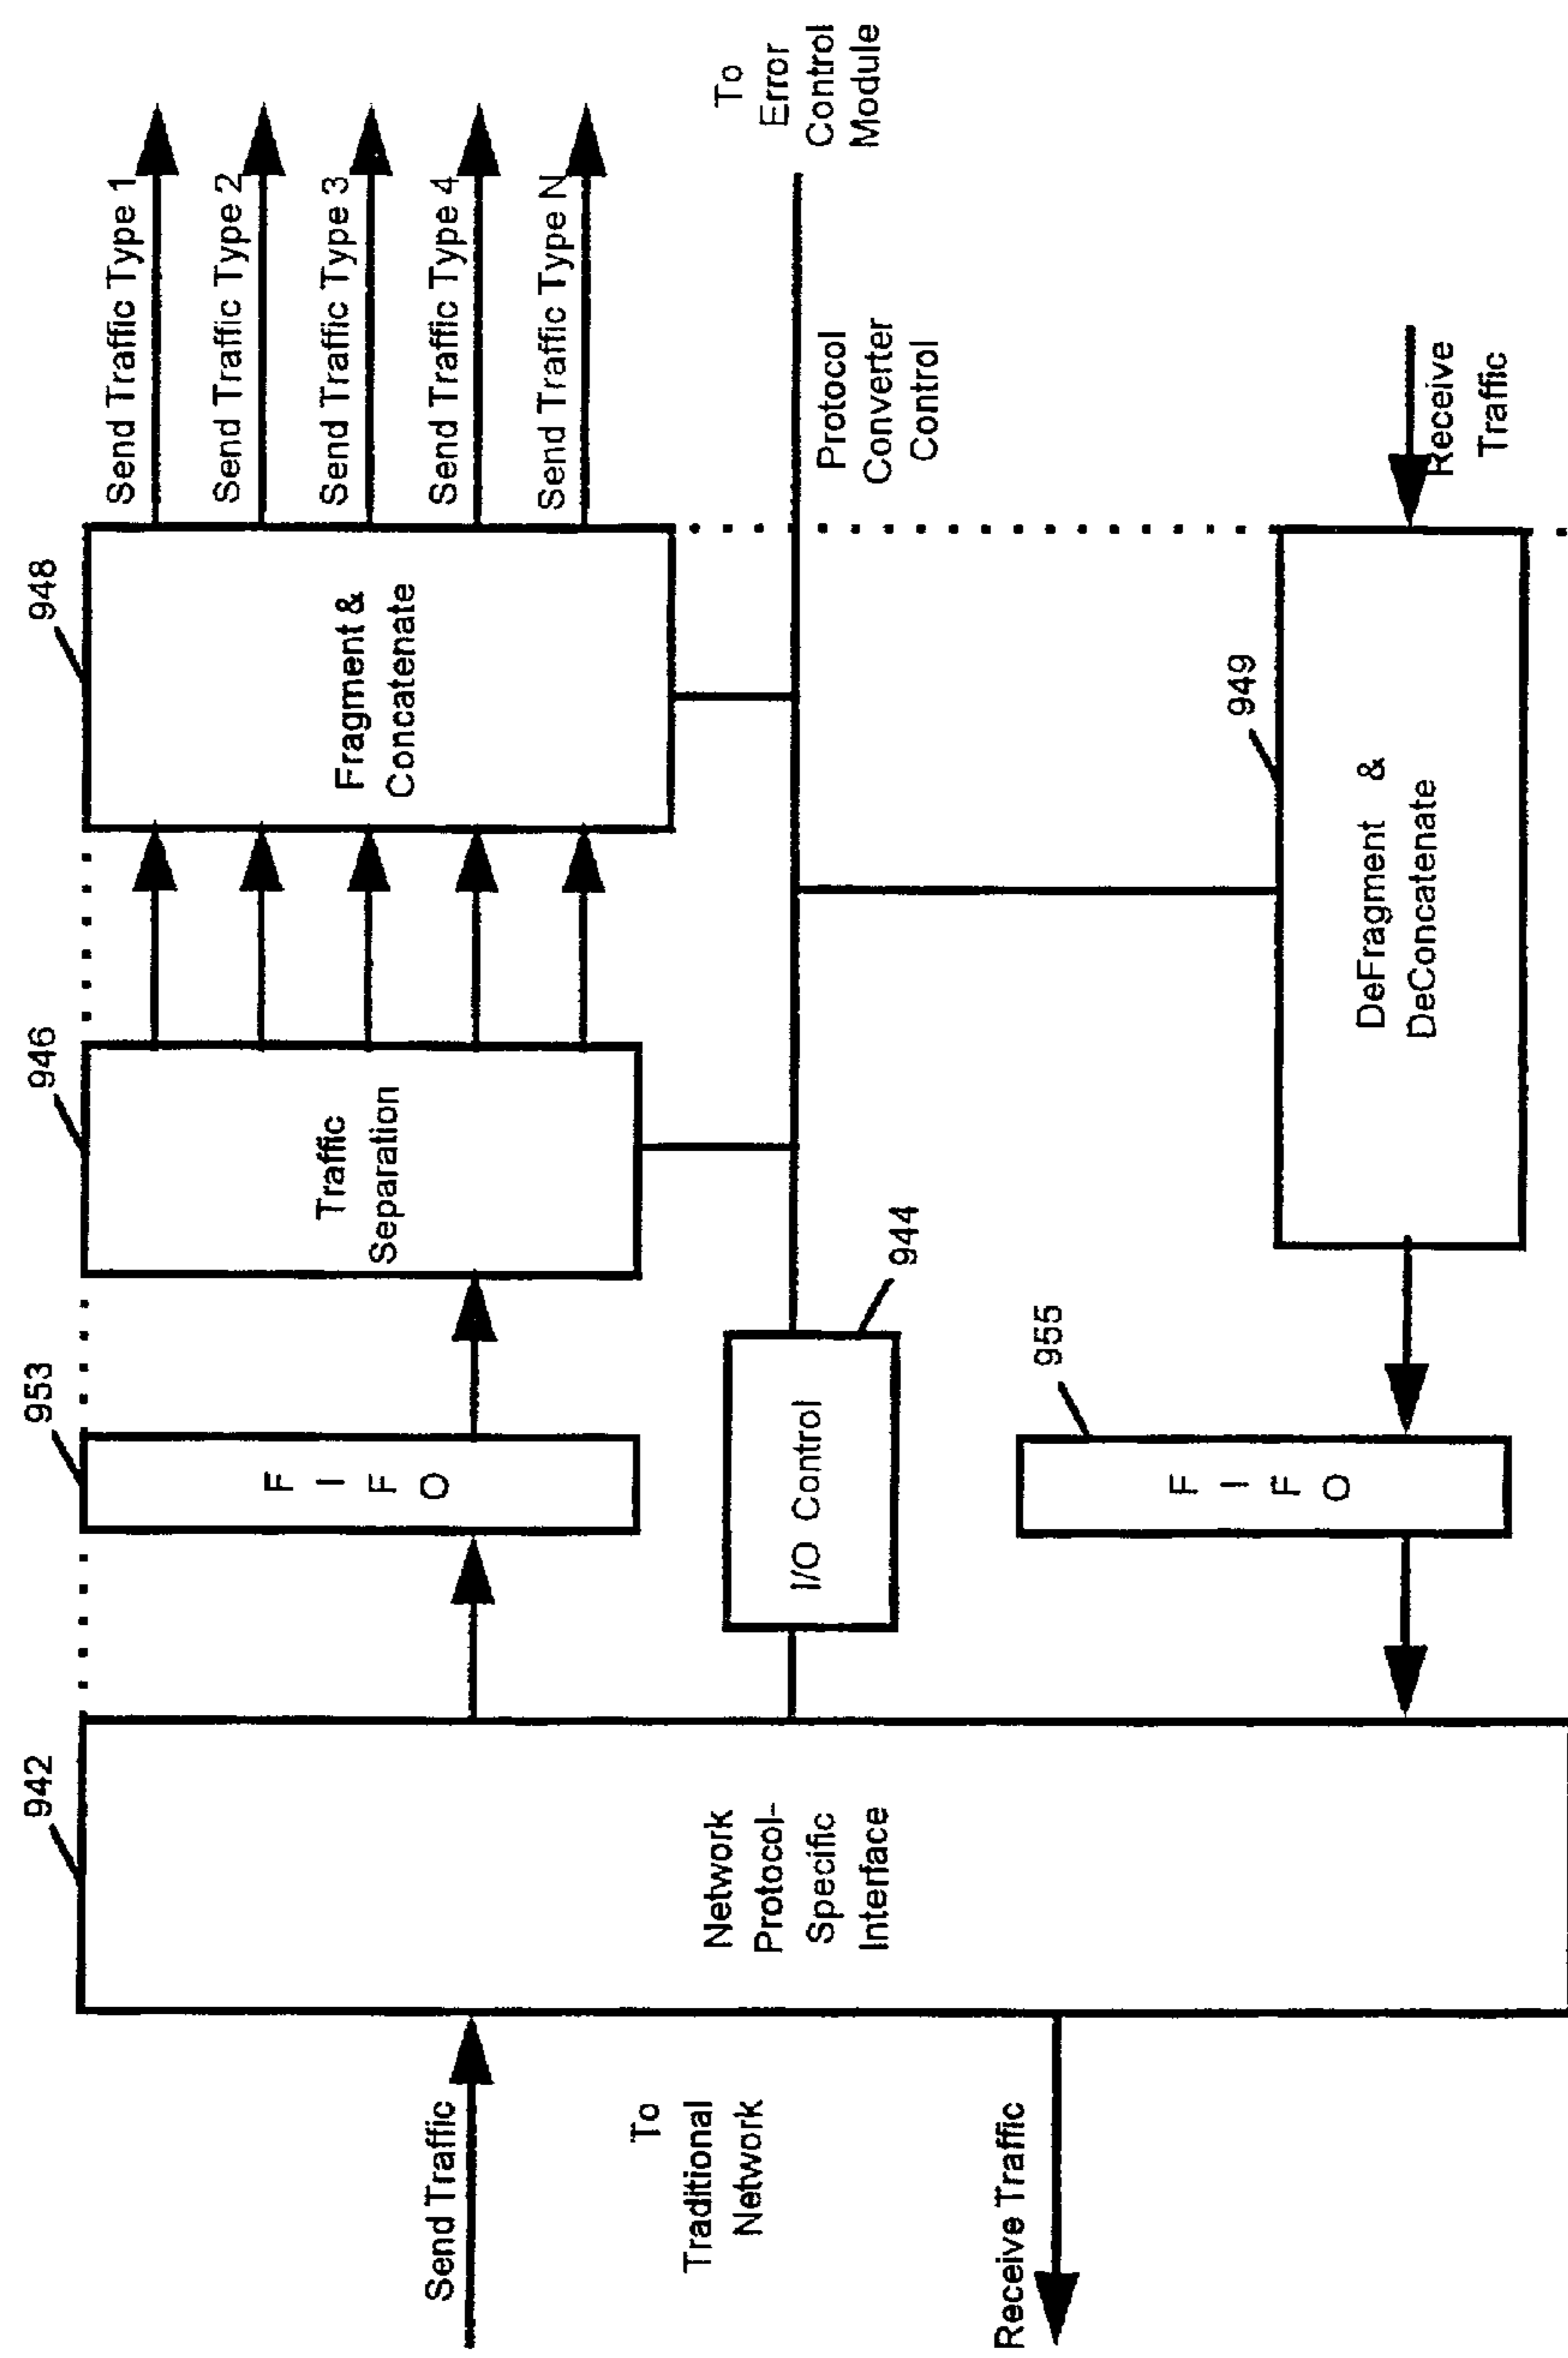 942
953
946
948
Send Traffic
Network
Protocol-
Specific
Interface
F
I
F
O
Traffic
Separation
Fragment &
Concatenate
Send Traffic Type 1
Send Traffic Type 2
Send Traffic Type 3
Send Traffic Type 4
Send Traffic Type N
To
Traditional
Network
I/O Control
944
Protocol
Converter
Control
To
Error
Control
Module
Receive Traffic
955
F
I
F
O
949
DeFragment &
DeConcatenate
Receive
Traffic